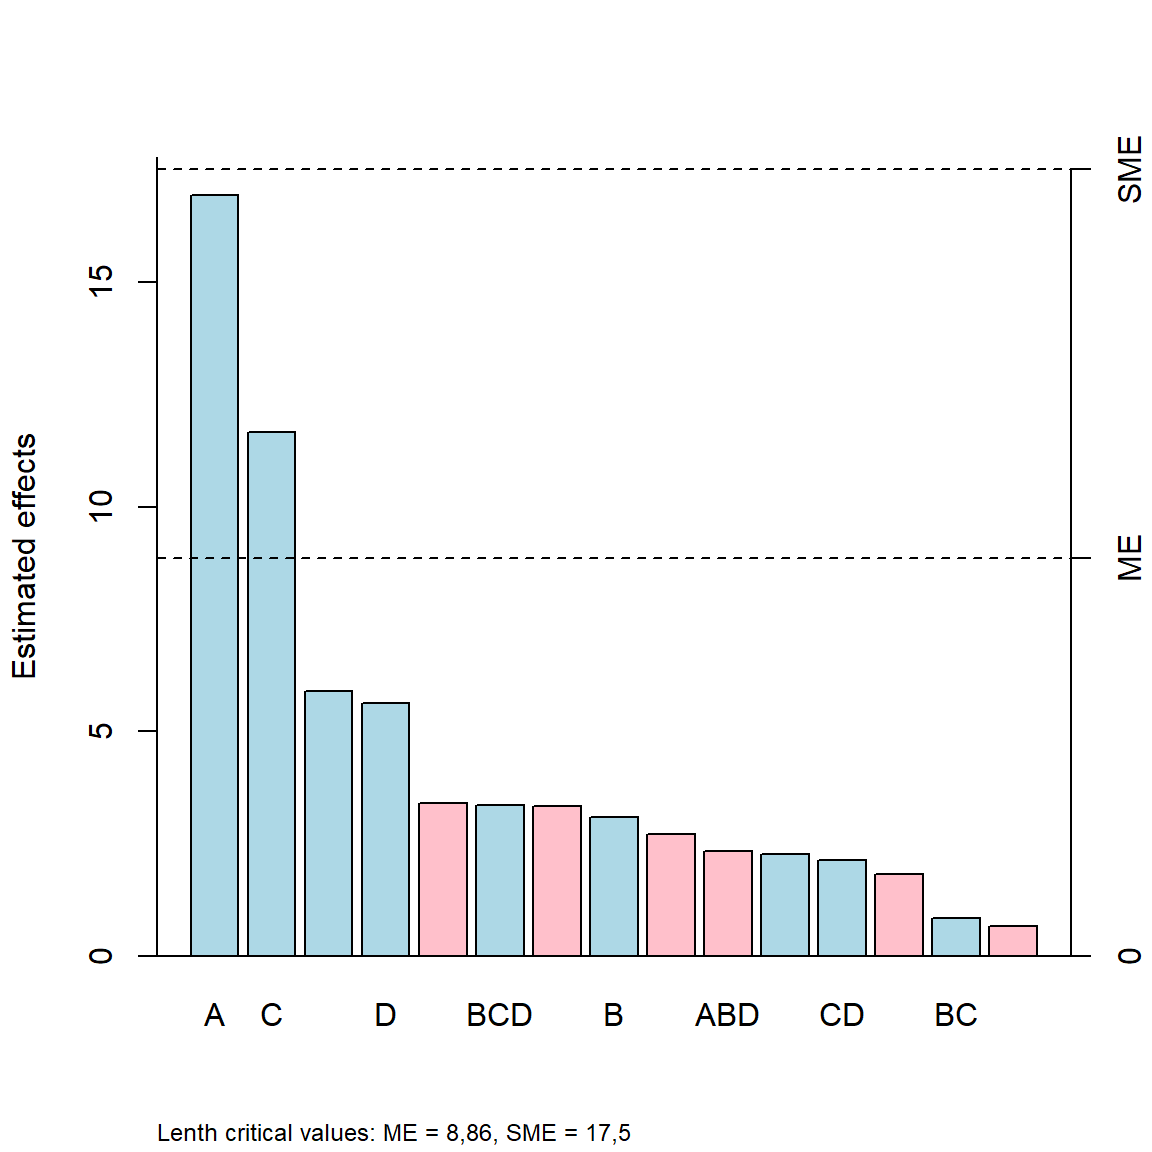 SME
15
10
ME
Estimated effects
5
0
0
A C D BCD B ABD CD BC
Lenth critical values: ME = 8,86, SME = 17,5